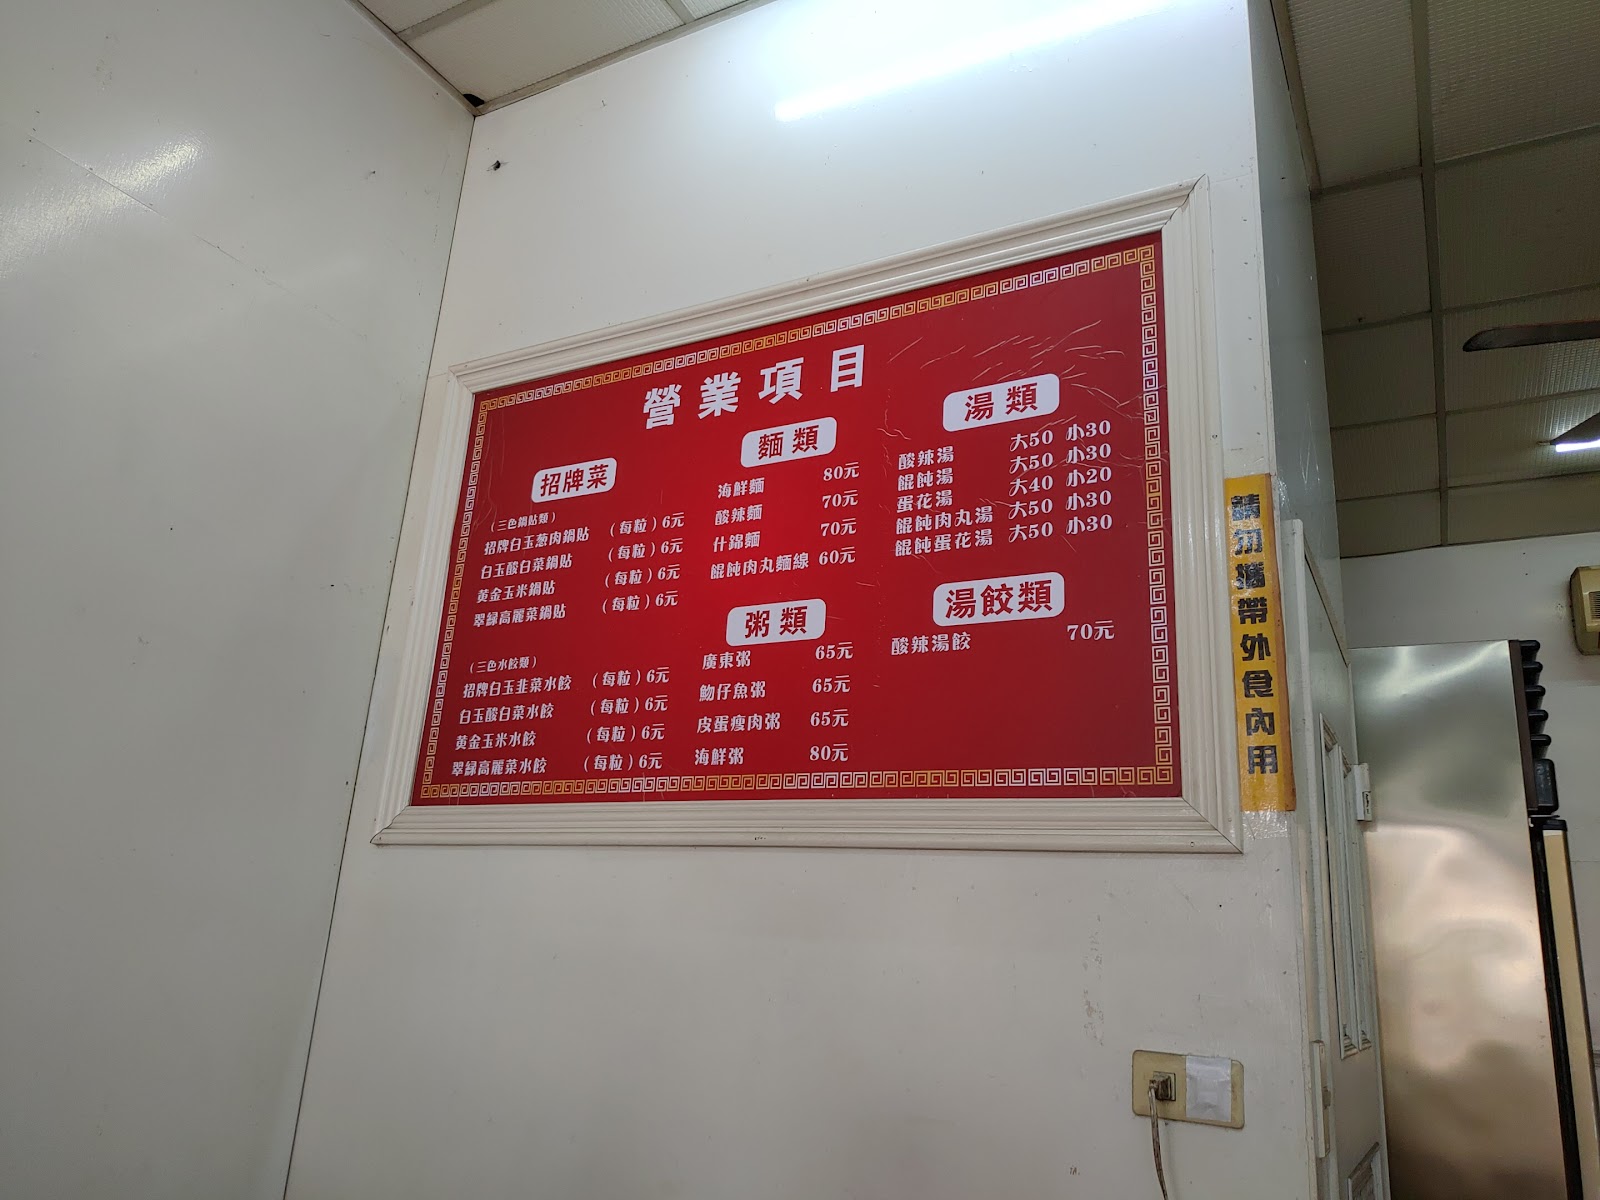 營業項目
招牌菜
（三色鍋貼類）
招牌白玉蔥肉鍋貼 （每粒）6元
白玉酸白菜鍋貼 （每粒）6元
黃金玉米鍋貼 （每粒）6元
翠綠高麗菜鍋貼 （每粒）6元
（三色水餃類）
招牌白玉韭菜水餃 （每粒）6元
白玉酸白菜水餃 （每粒）6元
黃金玉米水餃 （每粒）6元
翠綠高麗菜水餃 （每粒）6元
麵類
海鮮麵 80元
酸辣麵 70元
什錦麵 70元
餛飩肉丸麵線 60元
粥類
廣東粥 65元
魩仔魚粥 65元
皮蛋瘦肉粥 65元
海鮮粥 80元
湯類
酸辣湯 大50 小30
餛飩湯 大50 小30
蛋花湯 大40 小20
餛飩肉丸湯 大50 小30
餛飩蛋花湯 大50 小30
湯餃類
酸辣湯餃 70元
請勿攜帶外食內用